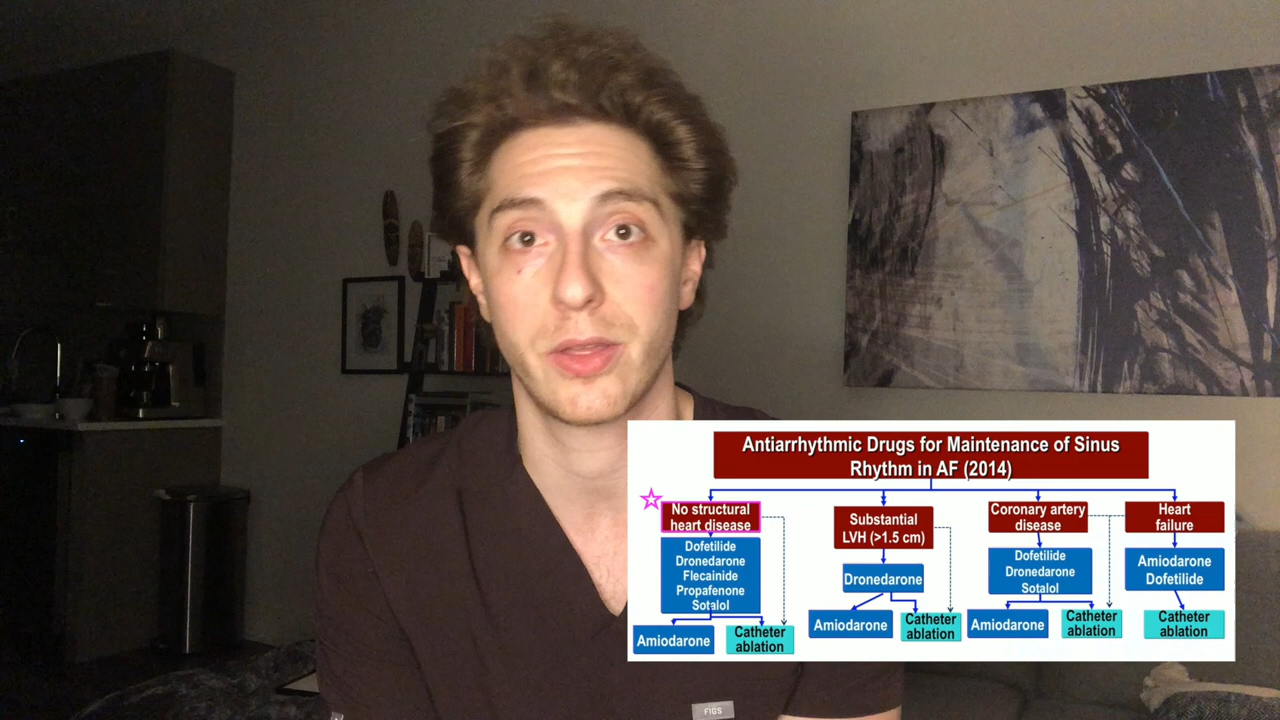 Antiarrhythmic Drugs for Maintenance of Sinus
Rhythm in AF (2014)
No structural
heart disease
Dofetilide
Dronedarone
Flecainide
Propafenone
Sotalol
Amiodarone
Catheter
ablation
Substantial
LVH (>1.5 cm)
Dronedarone
Amiodarone
Catheter
ablation
Coronary artery
disease
Dofetilide
Dronedarone
Sotalol
Amiodarone
Catheter
ablation
Heart
failure
Amiodarone
Dofetilide
Catheter
ablation
FIGS